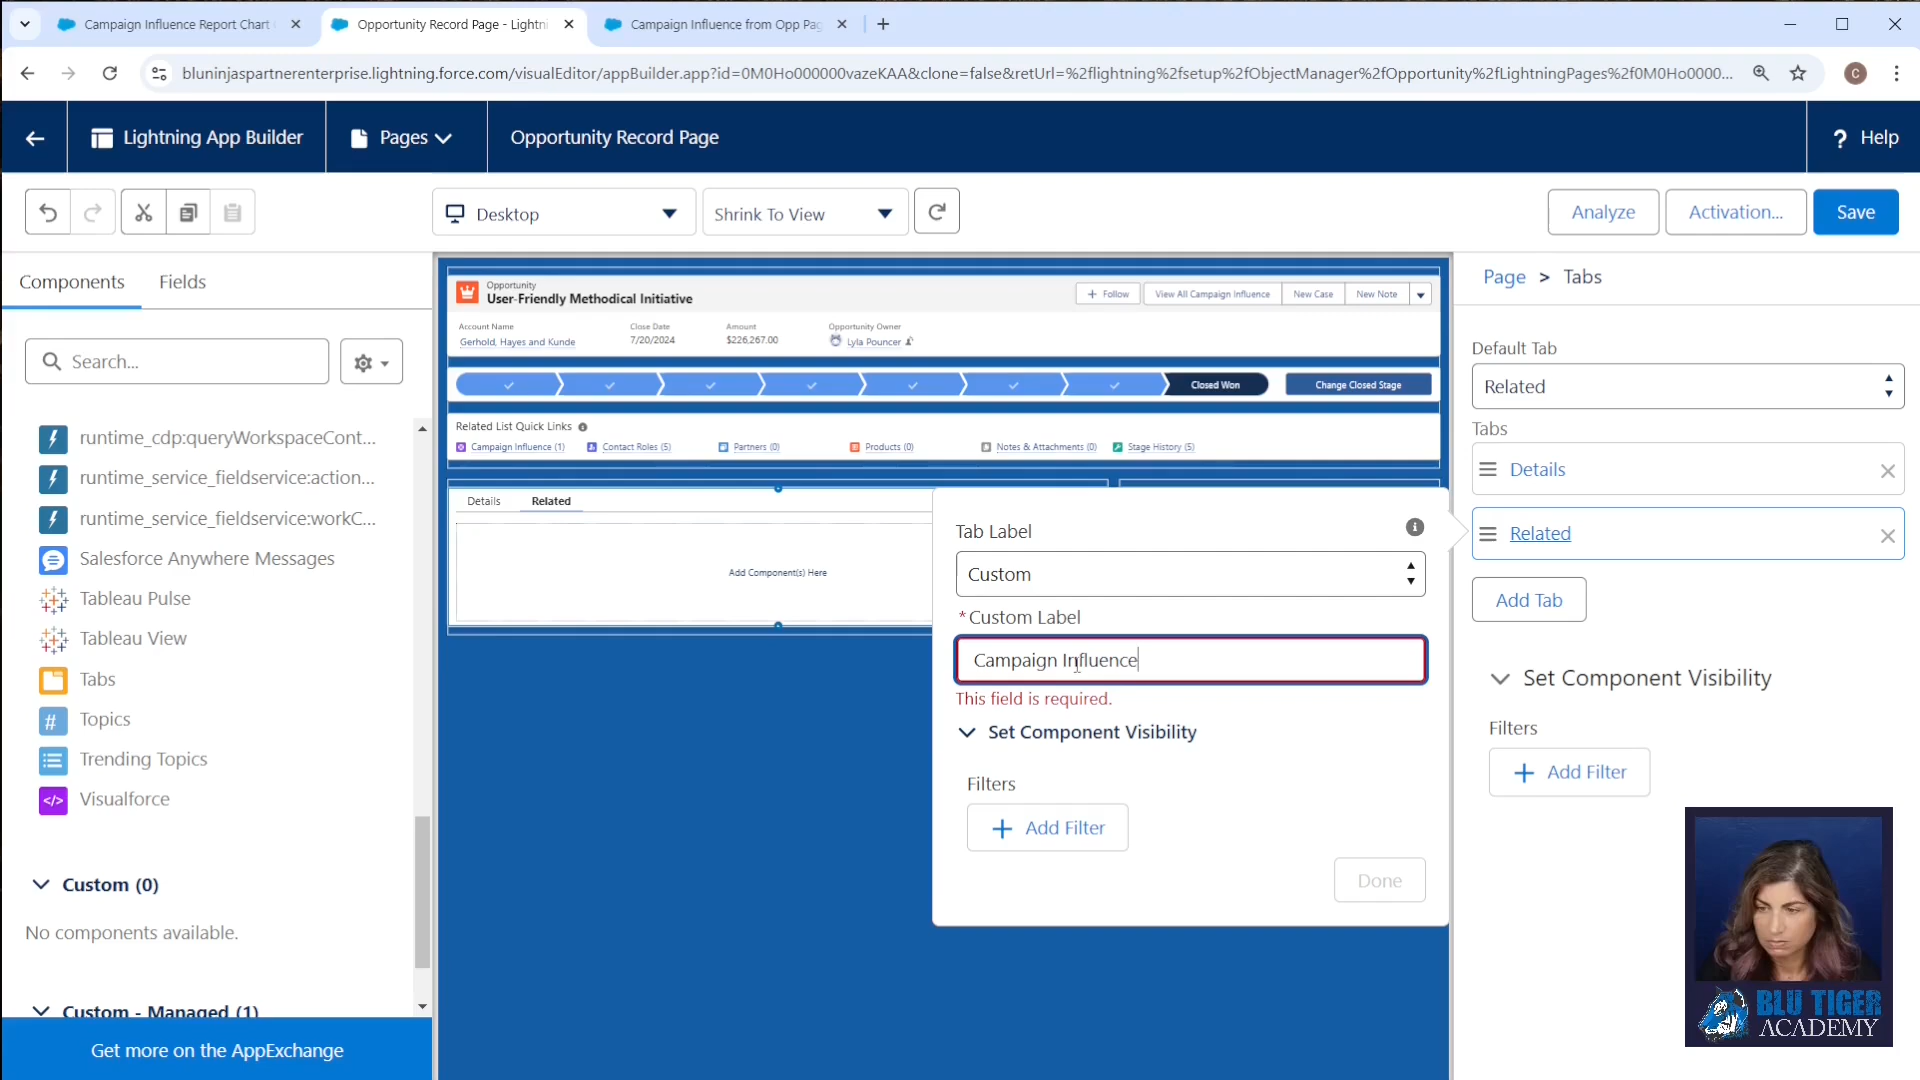 Campaign Influence Report Chart
Opportunity Record Page - Lightni
Campaign Influence from Opp Pag
bluninjaspartnerenterprise.lightning.force.com/visualEditor/appBuilder.app?id=0M0Ho000000vazeKAA&clone=false&retUrl=%2flightning%2fsetup%2fObjectManager%2fOpportunity%2fLightningPages%2f0M0Ho0000...
C
Lightning App Builder
Pages
Opportunity Record Page
? Help
Desktop
Shrink To View
Analyze
Activation...
Save
Components
Fields
Search...
runtime_cdp:queryWorkspaceCont...
runtime_service_fieldservice:action...
runtime_service_fieldservice:workC...
Salesforce Anywhere Messages
Tableau Pulse
Tableau View
Tabs
# Topics
Trending Topics
</> Visualforce
Custom (0)
No components available.
Custom - Managed (1)
Get more on the AppExchange
Opportunity
User-Friendly Methodical Initiative
+ Follow
View All Campaign Influence
New Case
New Note
Account Name
Gerhold, Hayes and Kunde
Close Date
7/20/2024
Amount
$226,267.00
Opportunity Owner
Lyla Pouncer
Closed Won
Change Closed Stage
Related List Quick Links
Campaign Influence (1)
Contact Roles (5)
Partners (0)
Products (0)
Notes & Attachments (0)
Stage History (5)
Details
Related
Add Component(s) Here
Tab Label
Custom
*Custom Label
Campaign Influence
This field is required.
Set Component Visibility
Filters
+ Add Filter
Done
Page > Tabs
Default Tab
Related
Tabs
Details
Related
Add Tab
Set Component Visibility
Filters
+ Add Filter
BLU TIGER
ACADEMY